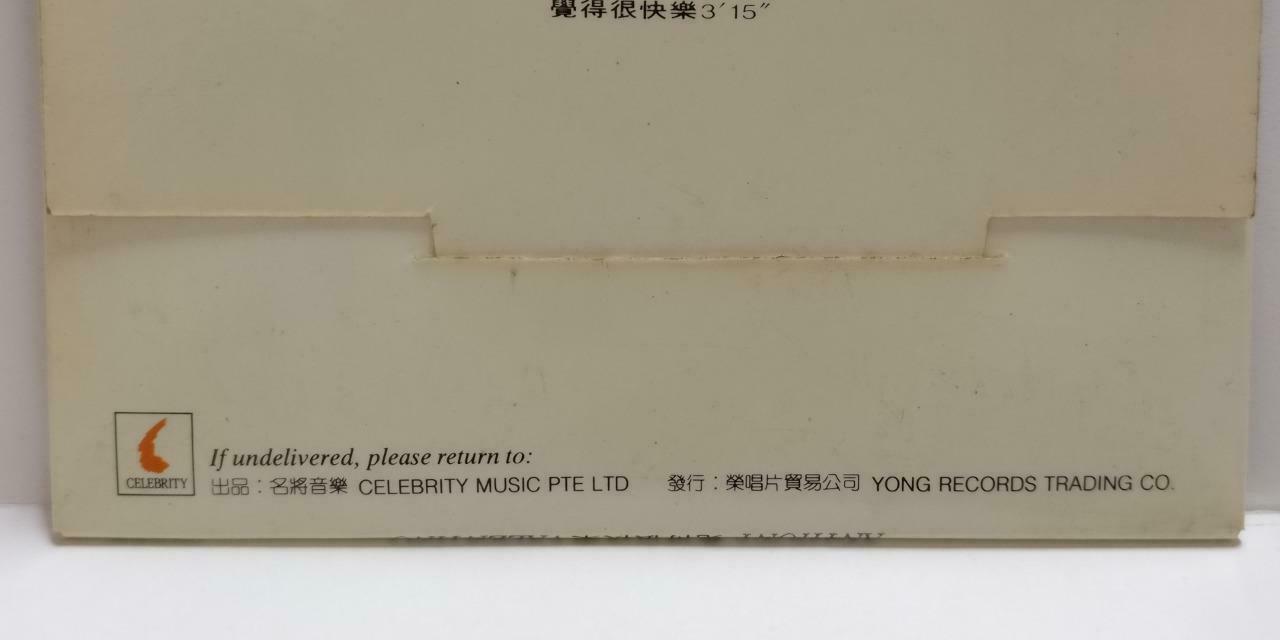 覺得很快樂3′15″
If undelivered, please return to:
CELEBRITY
出品：名將音樂 CELEBRITY MUSIC PTE LTD 發行：榮唱片貿易公司 YONG RECORDS TRADING CO.